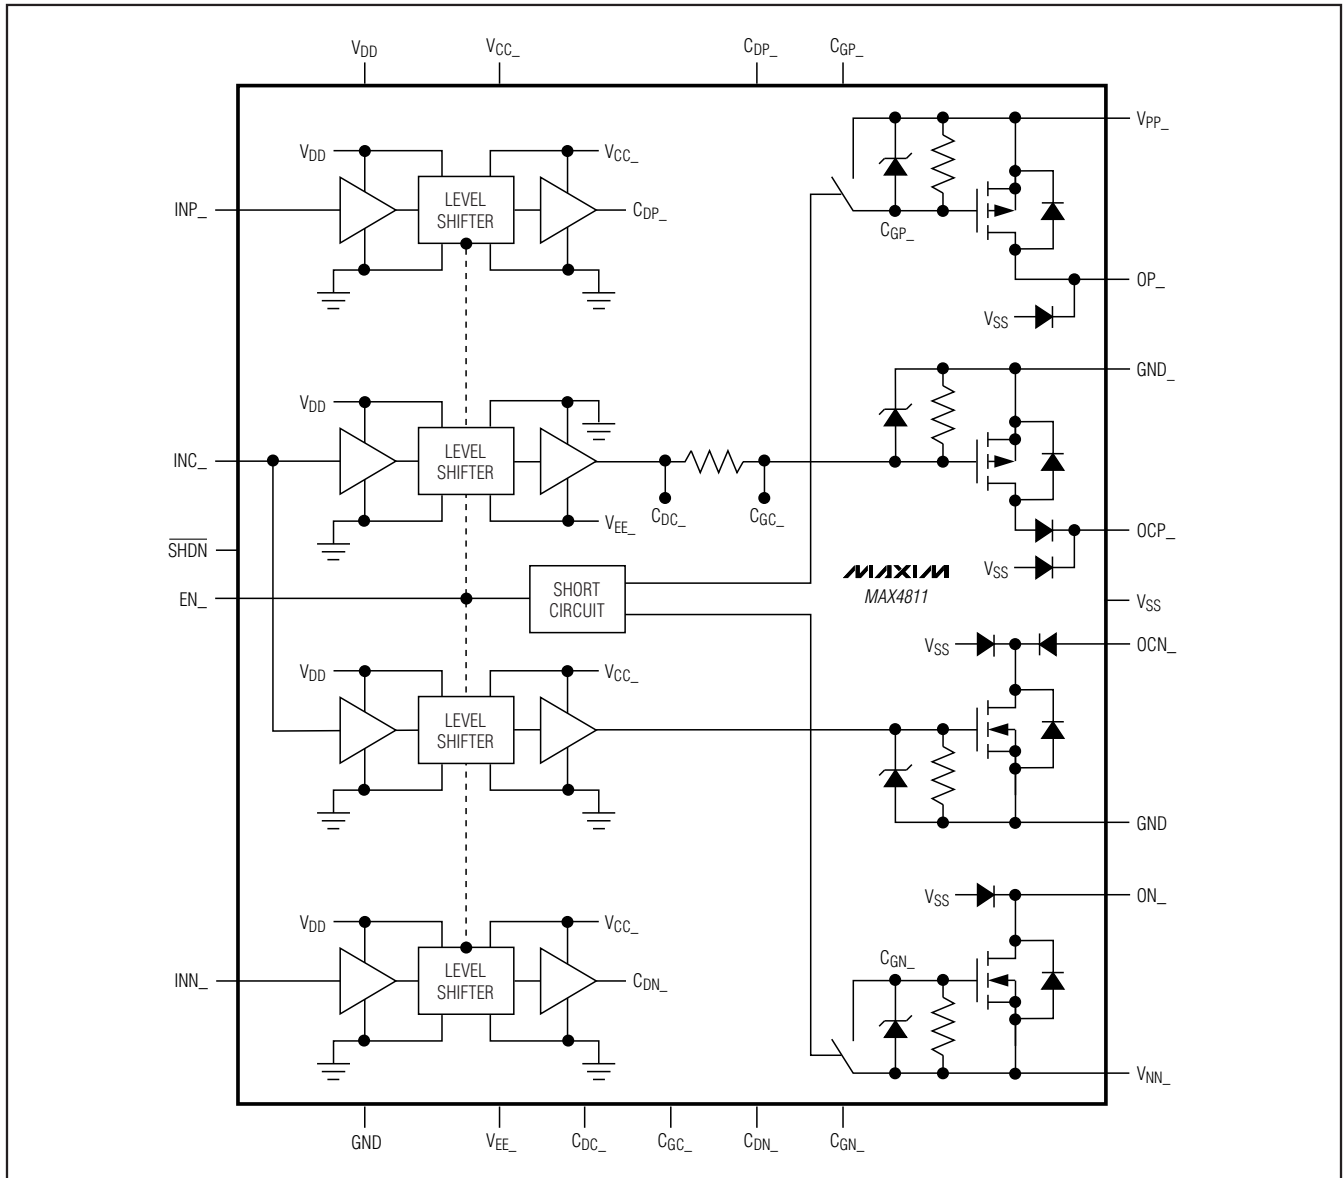 VDD VCC_ CDP_ CGP_
VPP_
VDD VCC_
INP_ LEVEL SHIFTER CDP_
CGP_
OP_
VSS
GND_
VDD
INC_ LEVEL SHIFTER
CDC_ CGC_
VEE_
OCP_
SHDN
VSS
MAXIM
MAX4811
EN_ SHORT CIRCUIT
VSS
VSS OCN_
VDD VCC_
LEVEL SHIFTER
GND
VSS ON_
VDD VCC_
CGN_
INN_ LEVEL SHIFTER CDN_
VNN_
GND VEE_ CDC_ CGC_ CDN_ CGN_